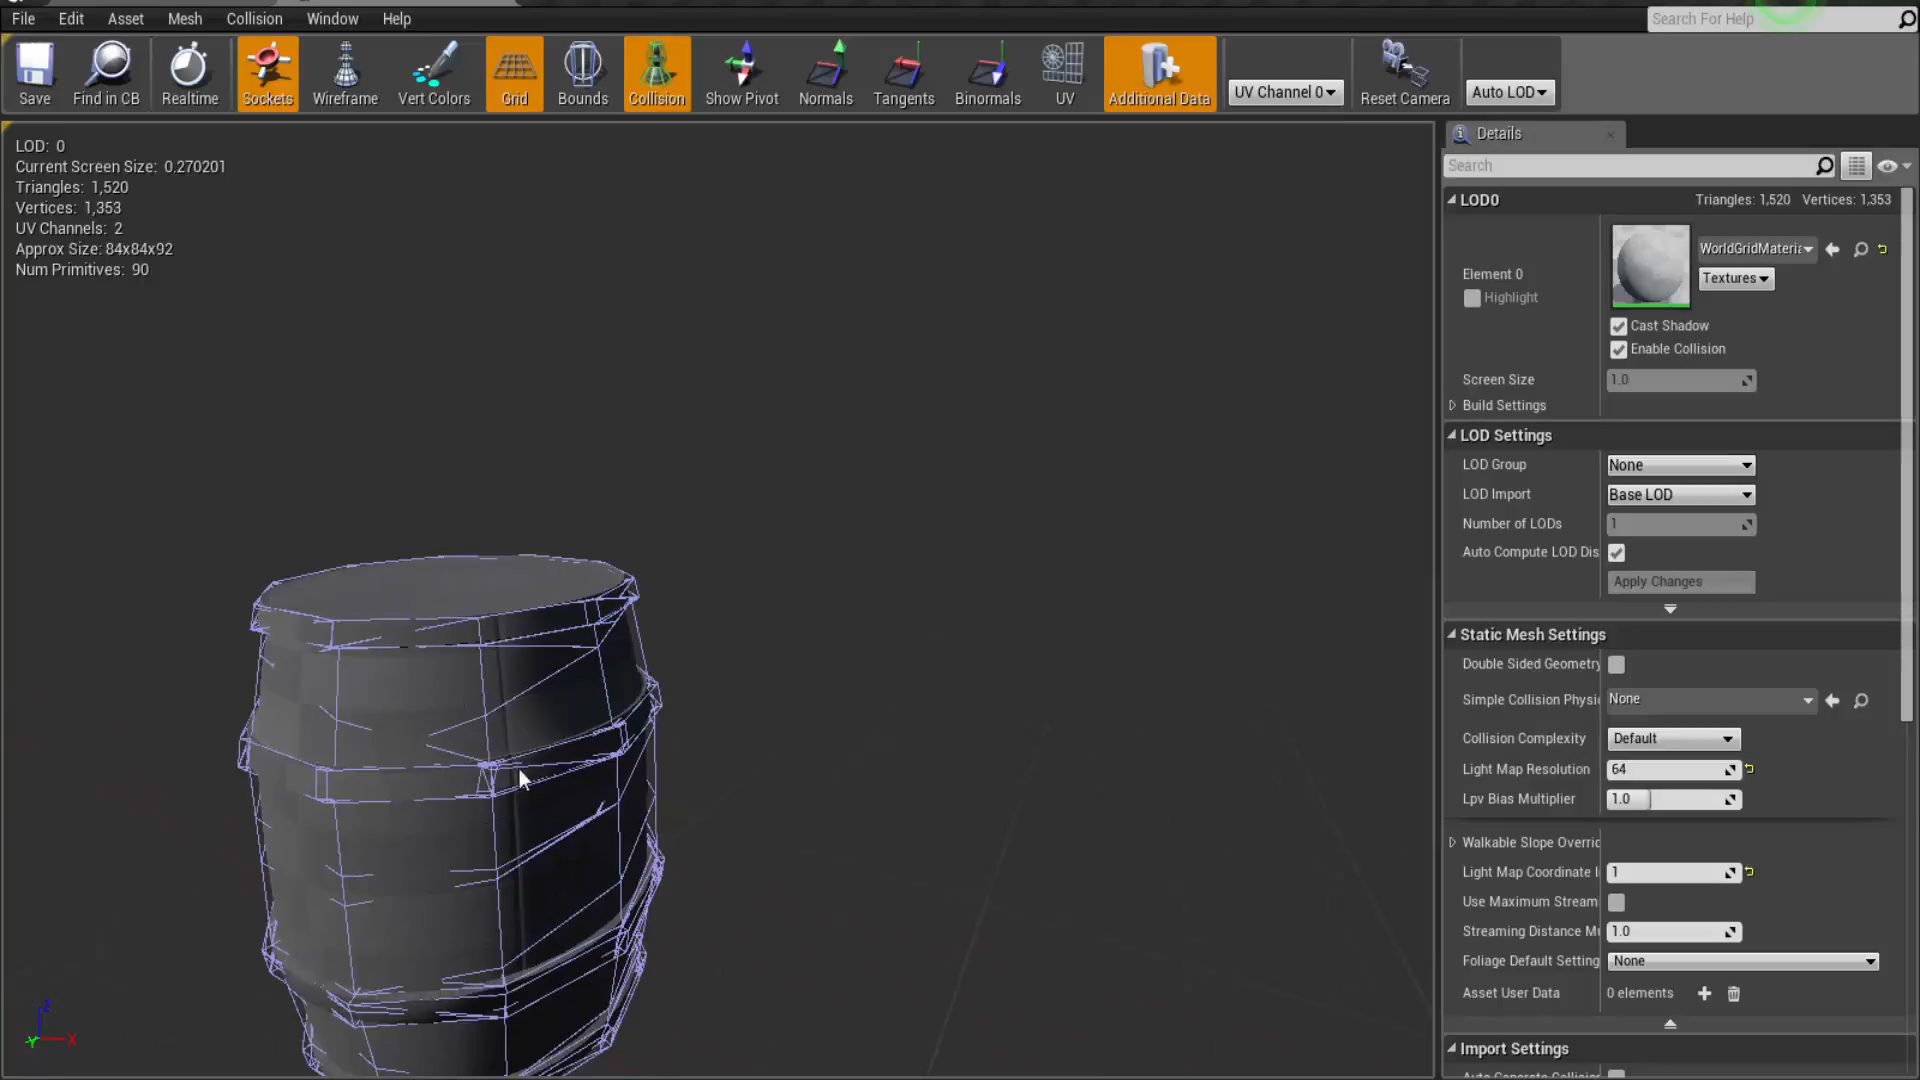 File Edit Asset Mesh Collision Window Help
Search For Help
Save Find in CB Realtime Sockets Wireframe Vert Colors Grid Bounds Collision Show Pivot Normals Tangents Binormals UV Additional Data UV Channel 0 Reset Camera Auto LOD
LOD: 0
Current Screen Size: 0.270201
Triangles: 1,520
Vertices: 1,353
UV Channels: 2
Approx Size: 84x84x92
Num Primitives: 90
Z
X
Y
Details
Search
LOD0 Triangles: 1,520 Vertices: 1,353
Element 0
Highlight
WorldGridMateria
Textures
Cast Shadow
Enable Collision
Screen Size 1.0
Build Settings
LOD Settings
LOD Group None
LOD Import Base LOD
Number of LODs 1
Auto Compute LOD Dis
Apply Changes
Static Mesh Settings
Double Sided Geometry
Simple Collision Physi None
Collision Complexity Default
Light Map Resolution 64
Lpv Bias Multiplier 1.0
Walkable Slope Overric
Light Map Coordinate I 1
Use Maximum Stream
Streaming Distance Mu 1.0
Foliage Default Setting None
Asset User Data 0 elements
Import Settings
Auto Generate Collision